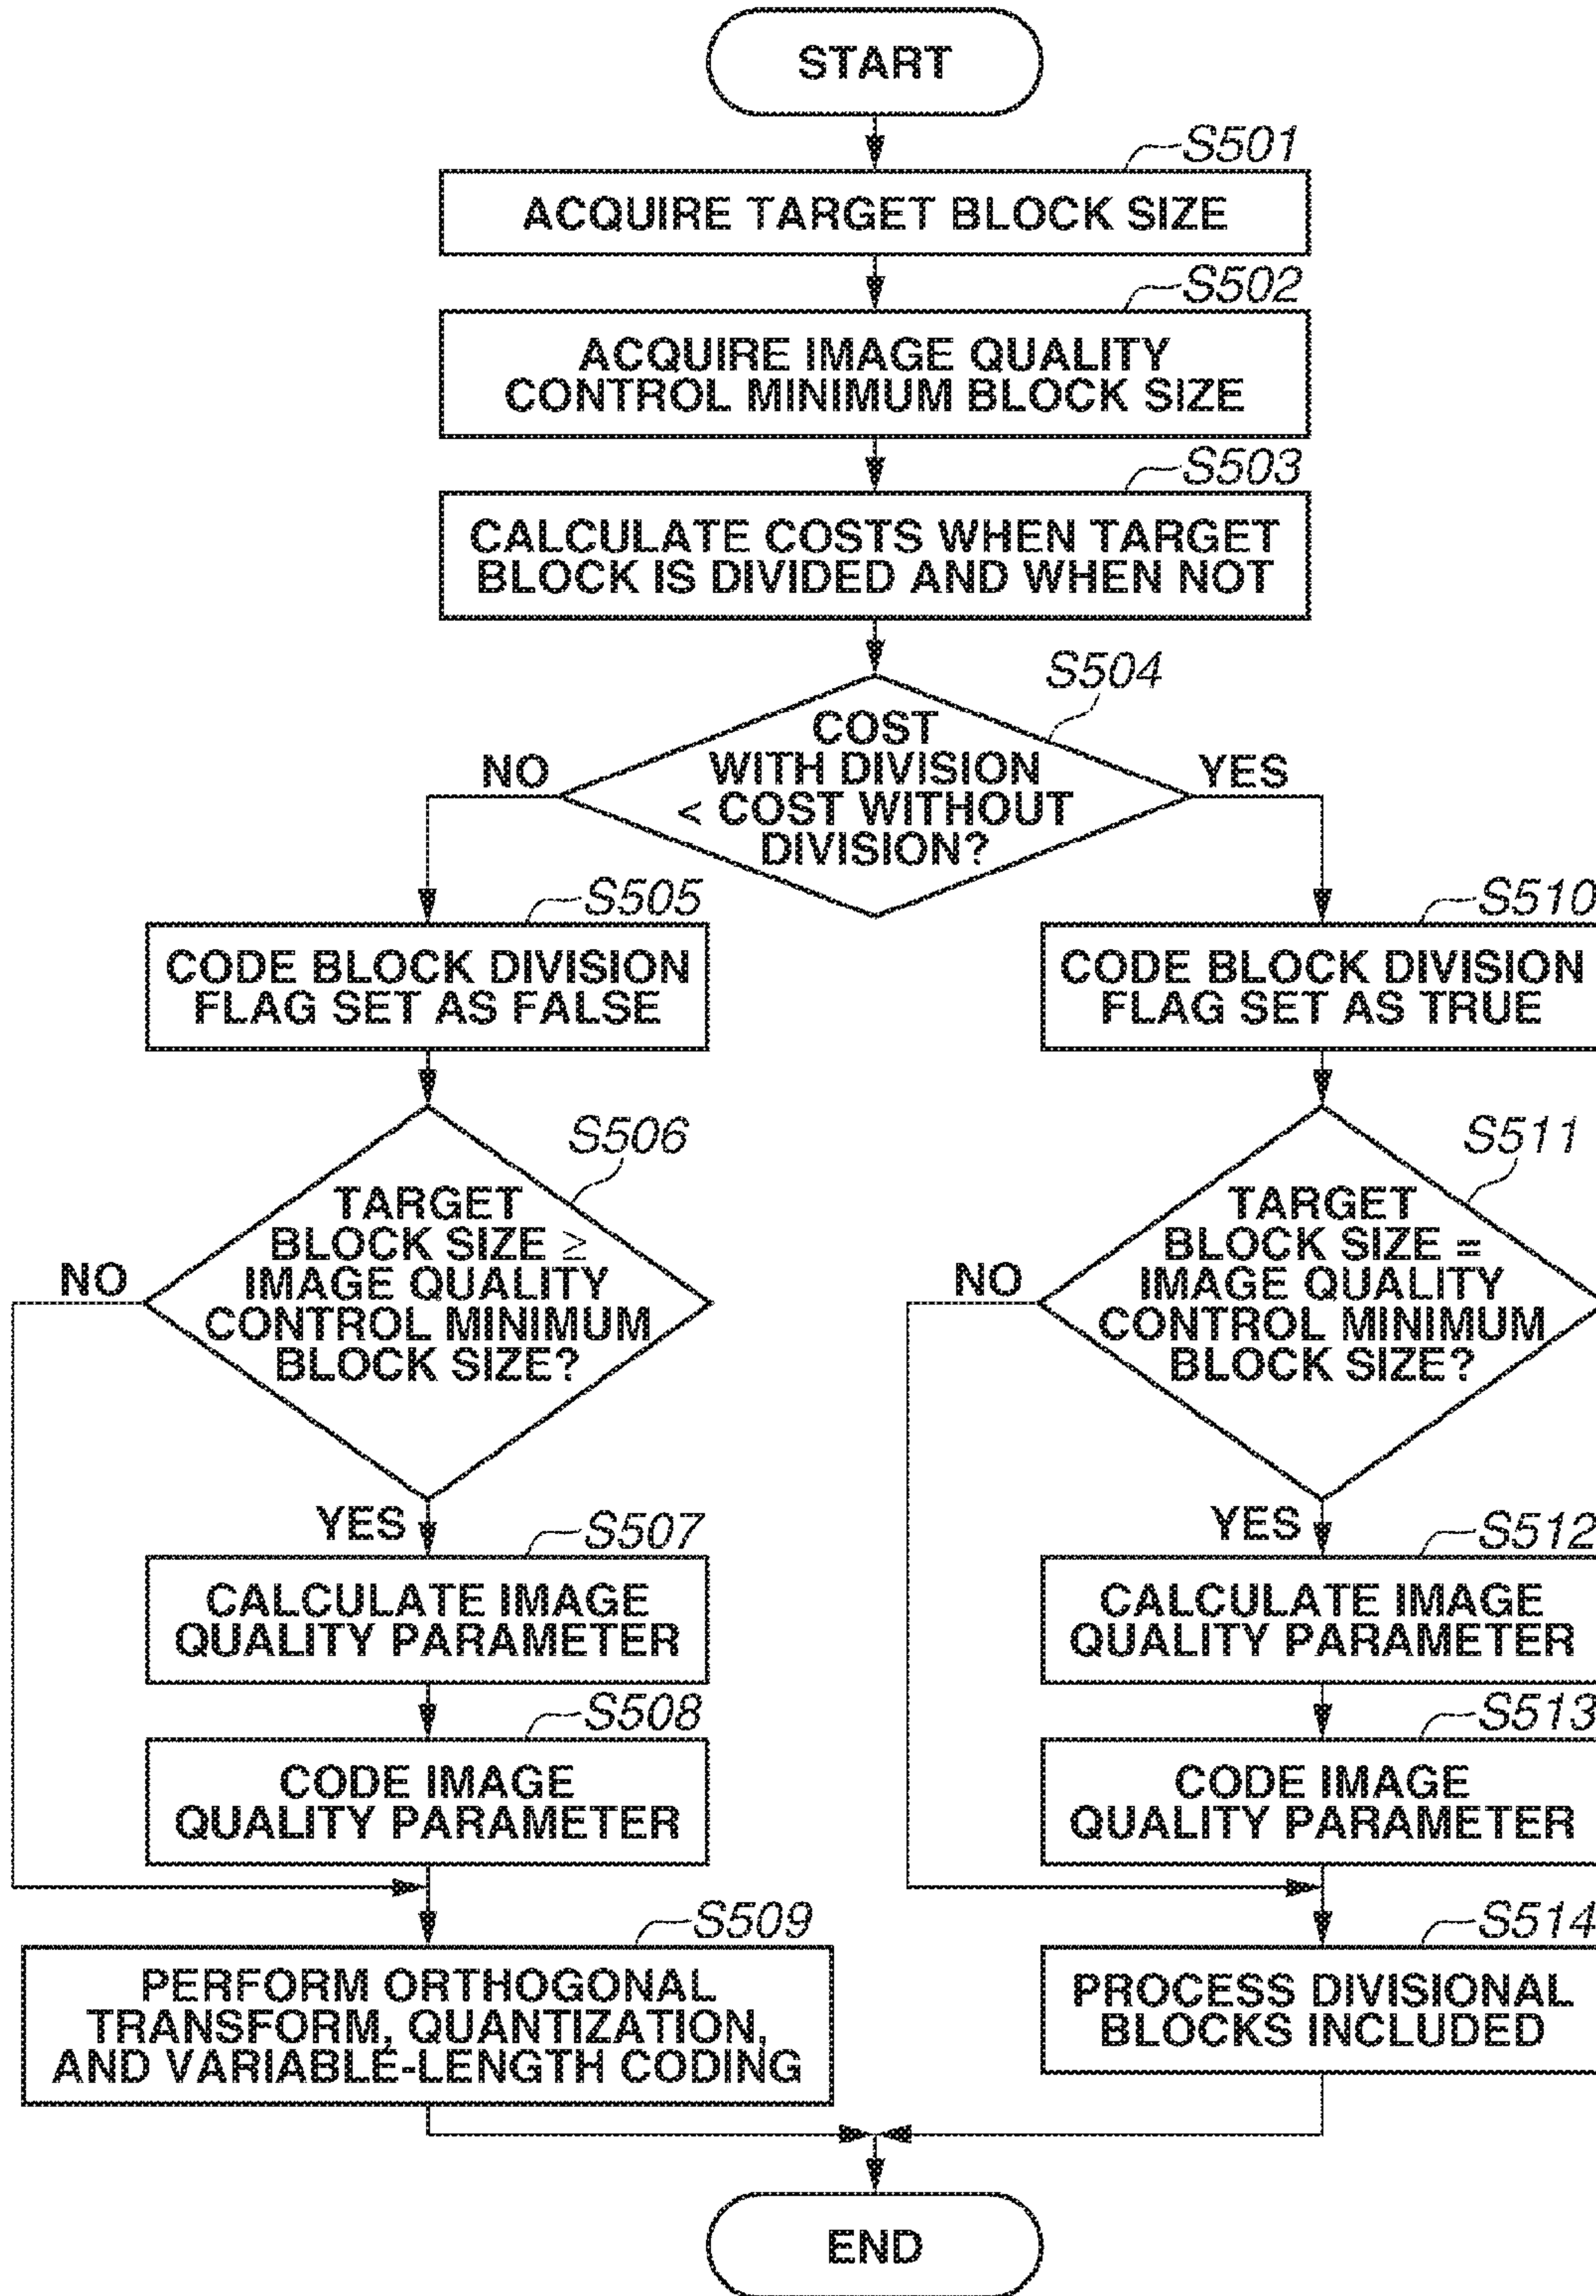 START
S501
ACQUIRE TARGET BLOCK SIZE
S502
ACQUIRE IMAGE QUALITY
CONTROL MINIMUM BLOCK SIZE
S503
CALCULATE COSTS WHEN TARGET
BLOCK IS DIVIDED AND WHEN NOT
S504
COST
WITH DIVISION
< COST WITHOUT
DIVISION?
NO
YES
S505
CODE BLOCK DIVISION
FLAG SET AS FALSE
S506
TARGET
BLOCK SIZE ≥
IMAGE QUALITY
CONTROL MINIMUM
BLOCK SIZE?
NO
YES
S507
CALCULATE IMAGE
QUALITY PARAMETER
S508
CODE IMAGE
QUALITY PARAMETER
S509
PERFORM ORTHOGONAL
TRANSFORM, QUANTIZATION,
AND VARIABLE-LENGTH CODING
S510
CODE BLOCK DIVISION
FLAG SET AS TRUE
S511
TARGET
BLOCK SIZE =
IMAGE QUALITY
CONTROL MINIMUM
BLOCK SIZE?
NO
YES
S512
CALCULATE IMAGE
QUALITY PARAMETER
S513
CODE IMAGE
QUALITY PARAMETER
S514
PROCESS DIVISIONAL
BLOCKS INCLUDED
END